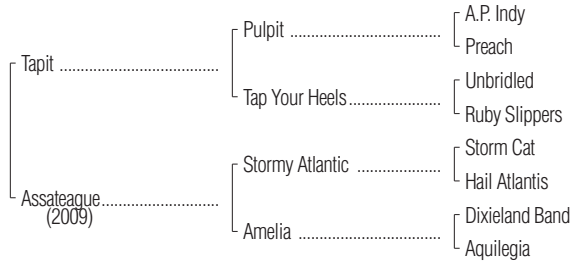 A.P. Indy
Pulpit
Preach
Tapit
Unbridled
Tap Your Heels
Ruby Slippers
Storm Cat
Stormy Atlantic
Hail Atlantis
Assateague
(2009)
Dixieland Band
Amelia
Aquilegia